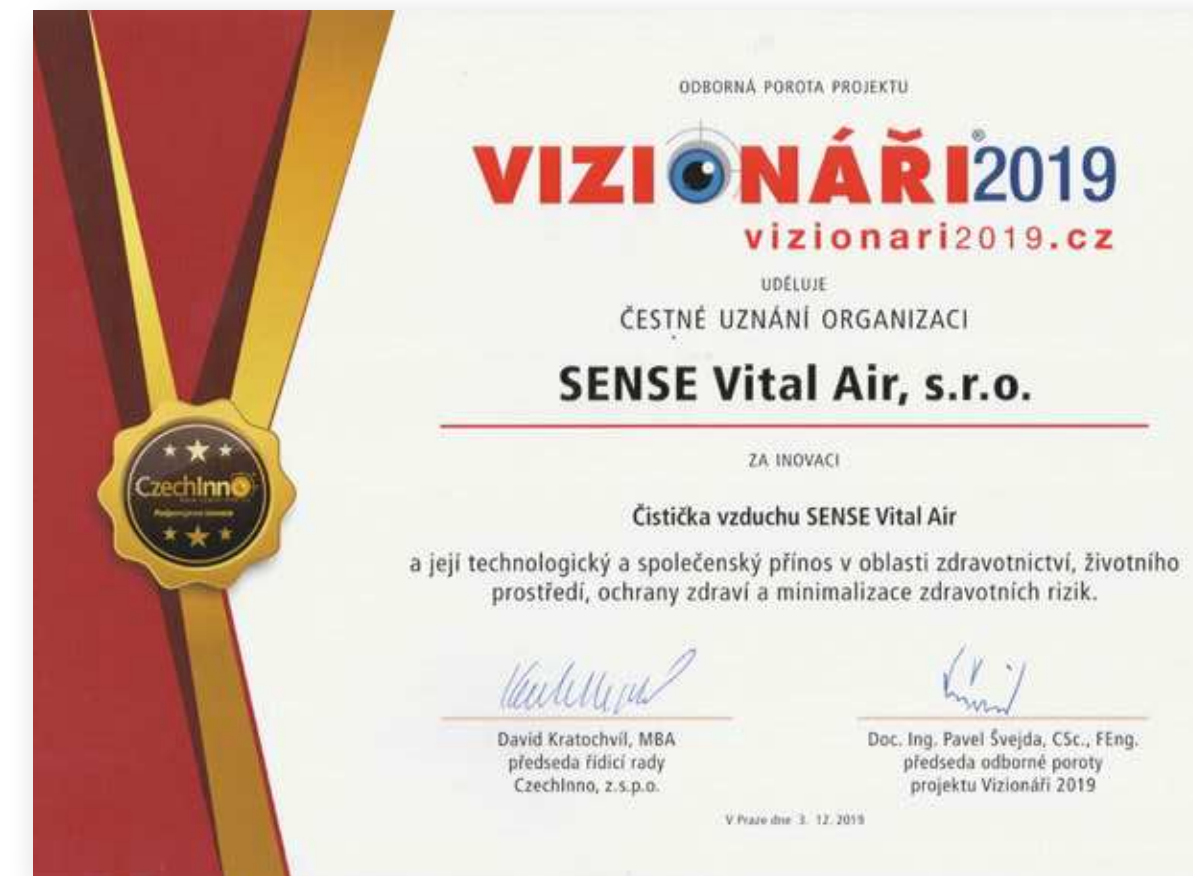 ODBORNÁ POROTA PROJEKTU
VIZIONÁŘI®2019
vizionari2019.cz
UDĚLUJE
ČESTNÉ UZNÁNÍ ORGANIZACI
SENSE Vital Air, s.r.o.
ZA INOVACI
Čistička vzduchu SENSE Vital Air
a její technologický a společenský přínos v oblasti zdravotnictví, životního
prostředí, ochrany zdraví a minimalizace zdravotních rizik.
David Kratochvíl, MBA
předseda řídicí rady
CzechInno, z.s.p.o.
Doc. Ing. Pavel Švejda, CSc., FEng.
předseda odborné poroty
projektu Vizionáři 2019
V Praze dne 3. 12. 2019
CzechInno
Podporujeme inovace